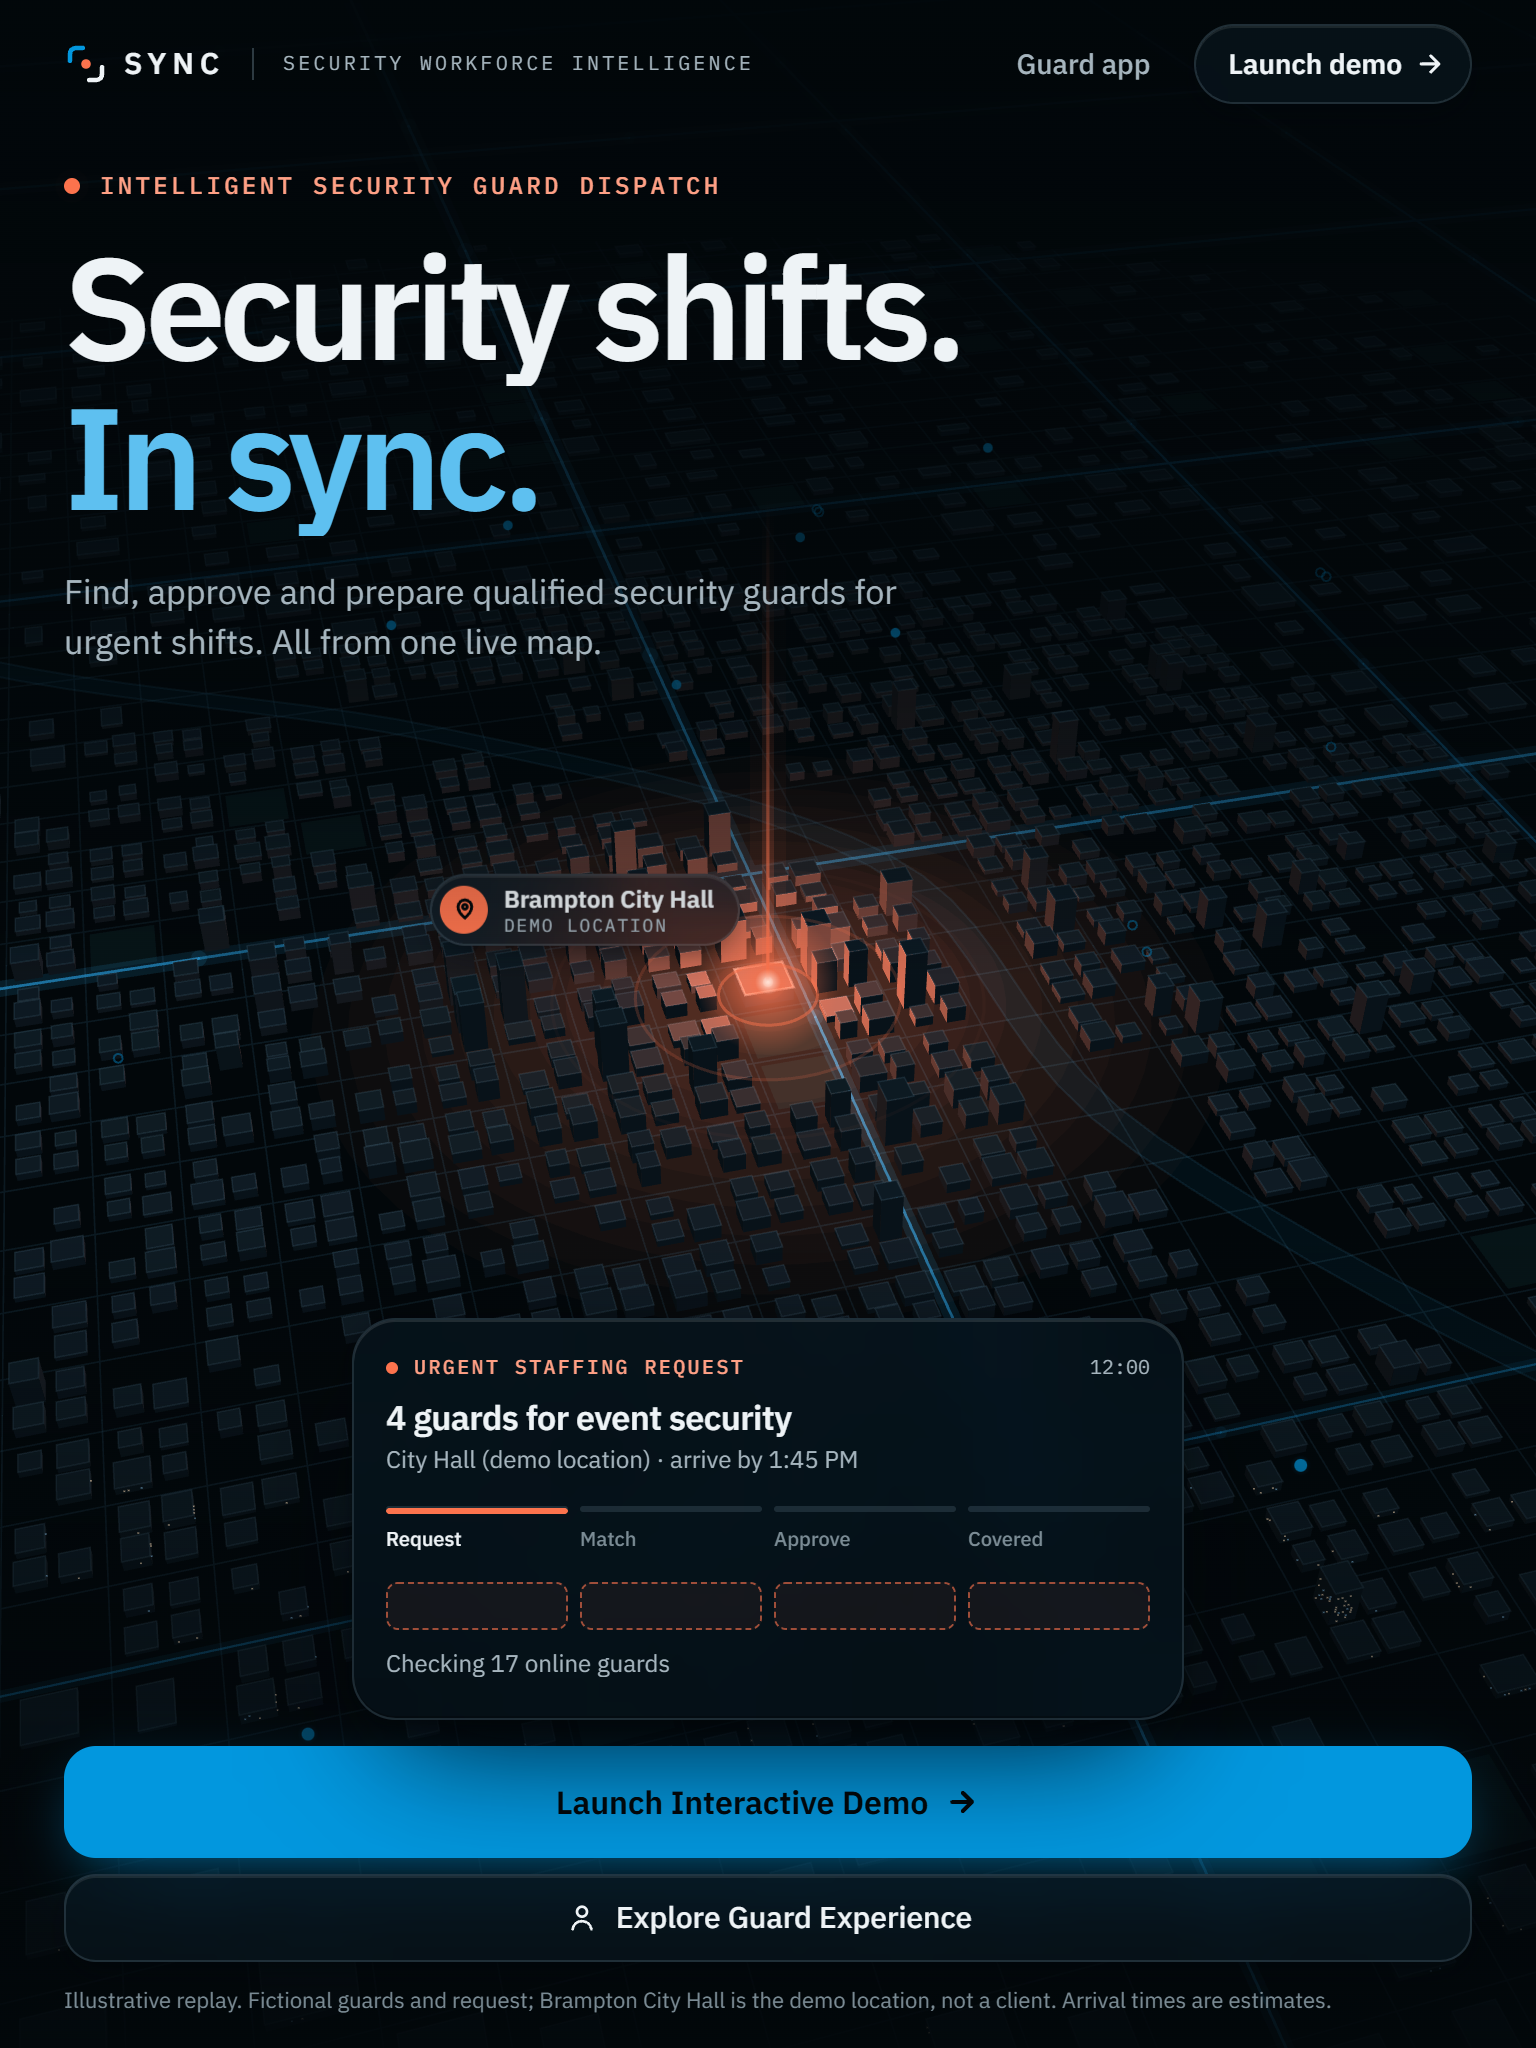 SYNC
SECURITY WORKFORCE INTELLIGENCE
Guard app
Launch demo
INTELLIGENT SECURITY GUARD DISPATCH
Security shifts.
In sync.
Find, approve and prepare qualified security guards for
urgent shifts. All from one live map.
Brampton City Hall
DEMO LOCATION
URGENT STAFFING REQUEST
12:00
4 guards for event security
City Hall (demo location) · arrive by 1:45 PM
Request
Match
Approve
Covered
Checking 17 online guards
Launch Interactive Demo
Explore Guard Experience
Illustrative replay. Fictional guards and request; Brampton City Hall is the demo location, not a client. Arrival times are estimates.